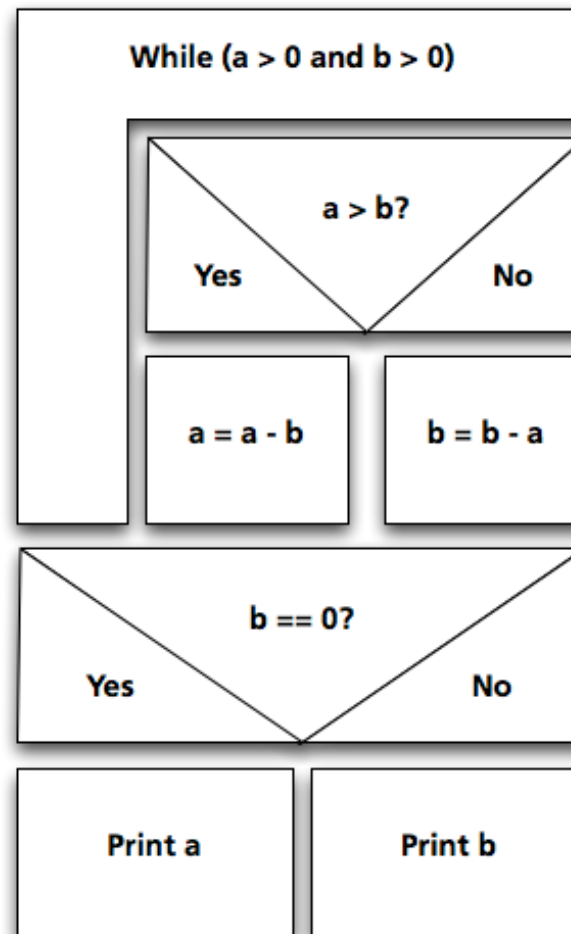 While (a > 0 and b > 0)
a > b?
Yes
No
a = a - b
b = b - a
b == 0?
Yes
No
Print a
Print b